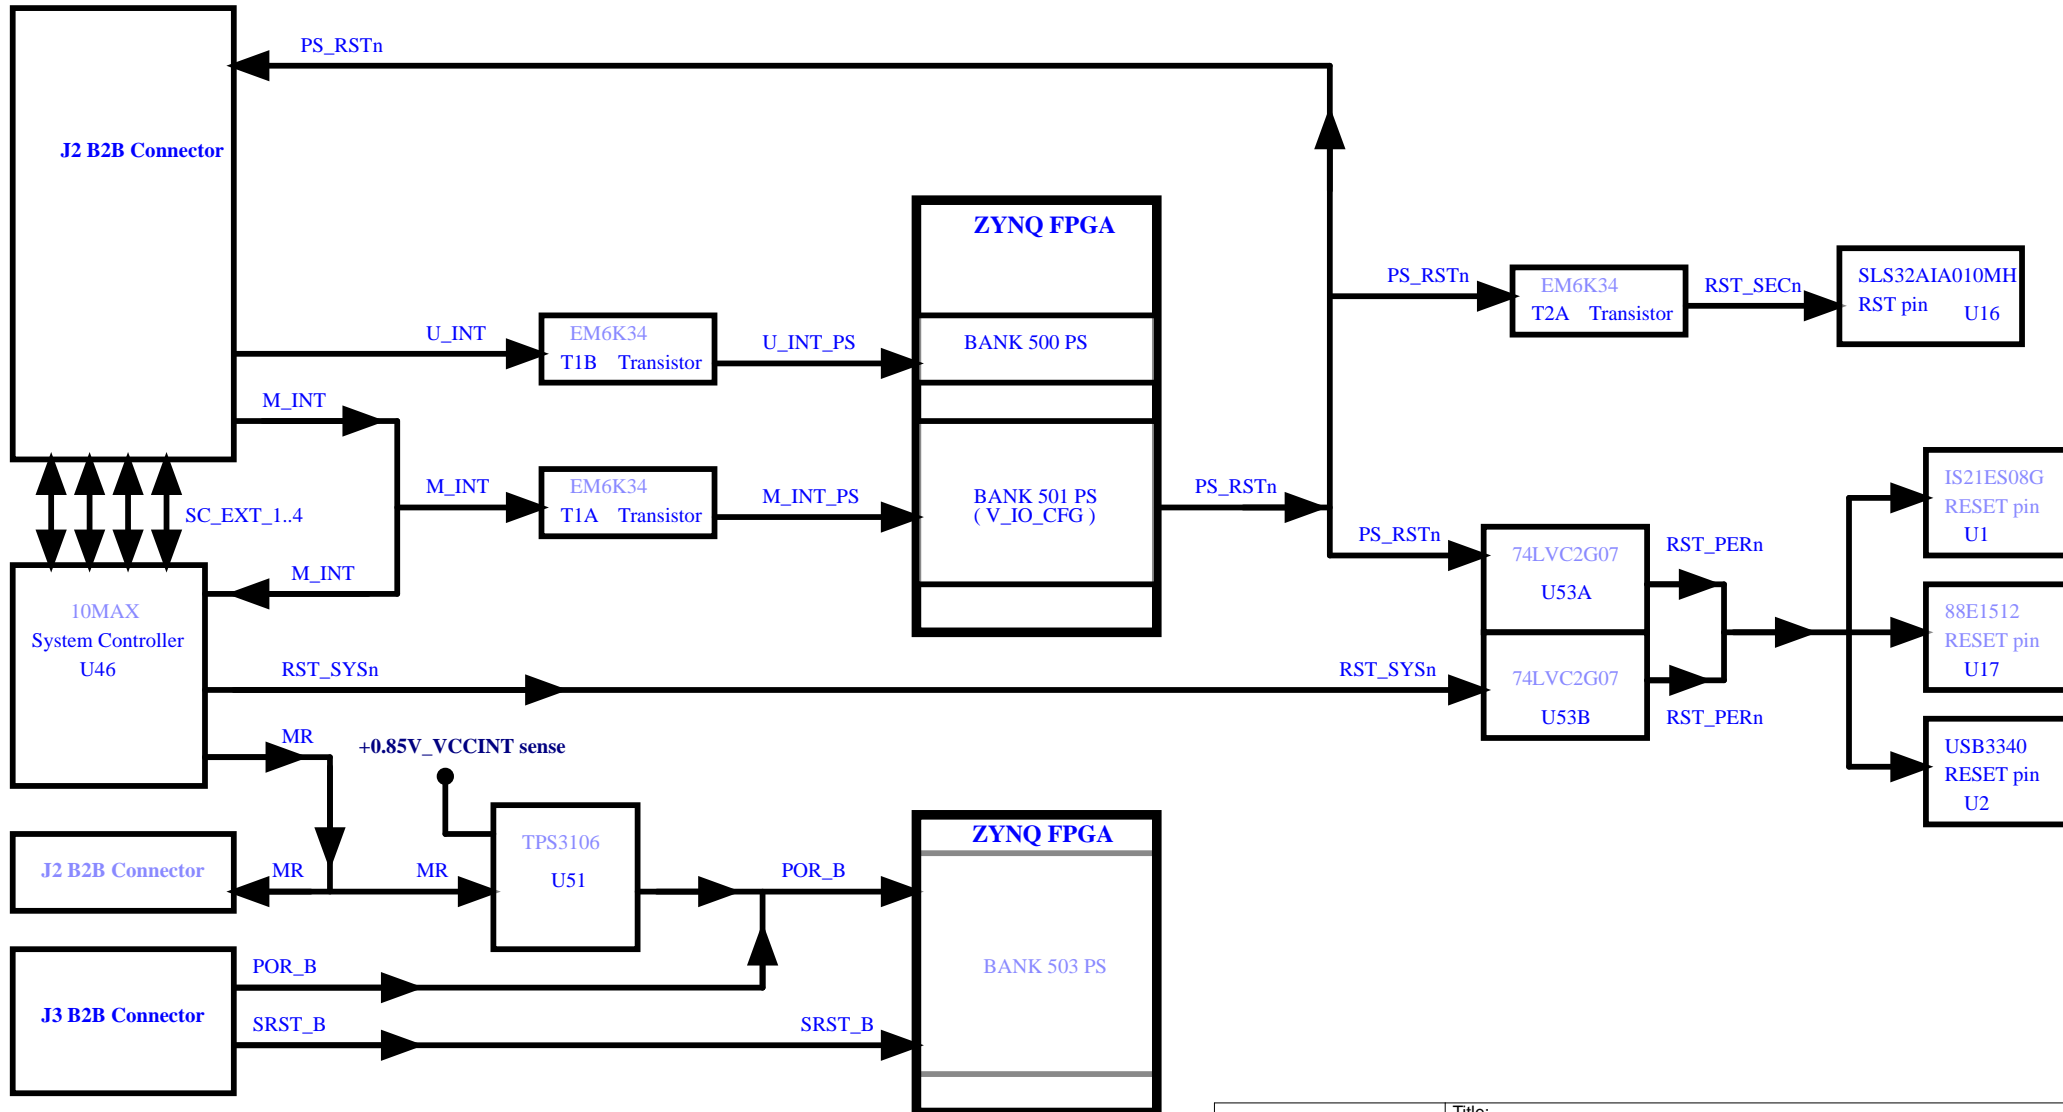 PS_RSTn
J2 B2B Connector
ZYNQ FPGA
PS_RSTn
EM6K34
T2A Transistor
RST_SECn
SLS32AIA010MH
RST pin
U16
U_INT
EM6K34
T1B Transistor
U_INT_PS
BANK 500 PS
M_INT
M_INT
EM6K34
T1A Transistor
M_INT_PS
BANK 501 PS
( V_IO_CFG )
PS_RSTn
IS21ES08G
RESET pin
U1
SC_EXT_1..4
M_INT
PS_RSTn
74LVC2G07
U53A
RST_PERn
10MAX
System Controller
U46
88E1512
RESET pin
U17
RST_SYSn
RST_SYSn
74LVC2G07
U53B
RST_PERn
MR
+0.85V_VCCINT sense
USB3340
RESET pin
U2
J2 B2B Connector
MR
MR
TPS3106
U51
POR_B
ZYNQ FPGA
BANK 503 PS
J3 B2B Connector
POR_B
SRST_B
SRST_B
Title: